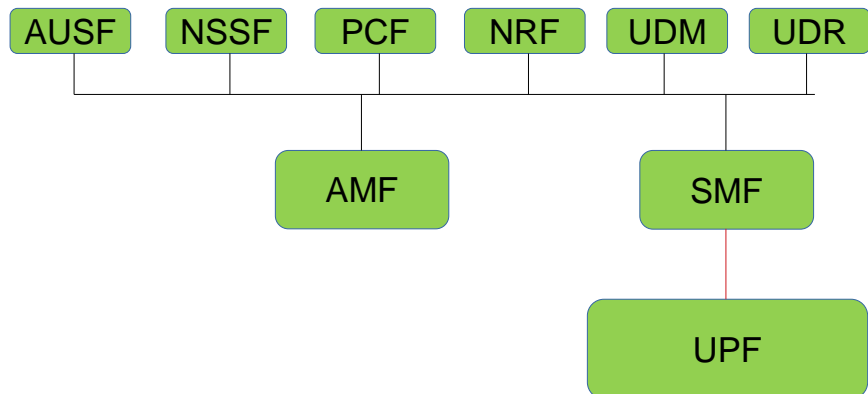 AUSF
NSSF
PCF
NRF
UDM
UDR
AMF
SMF
UPF